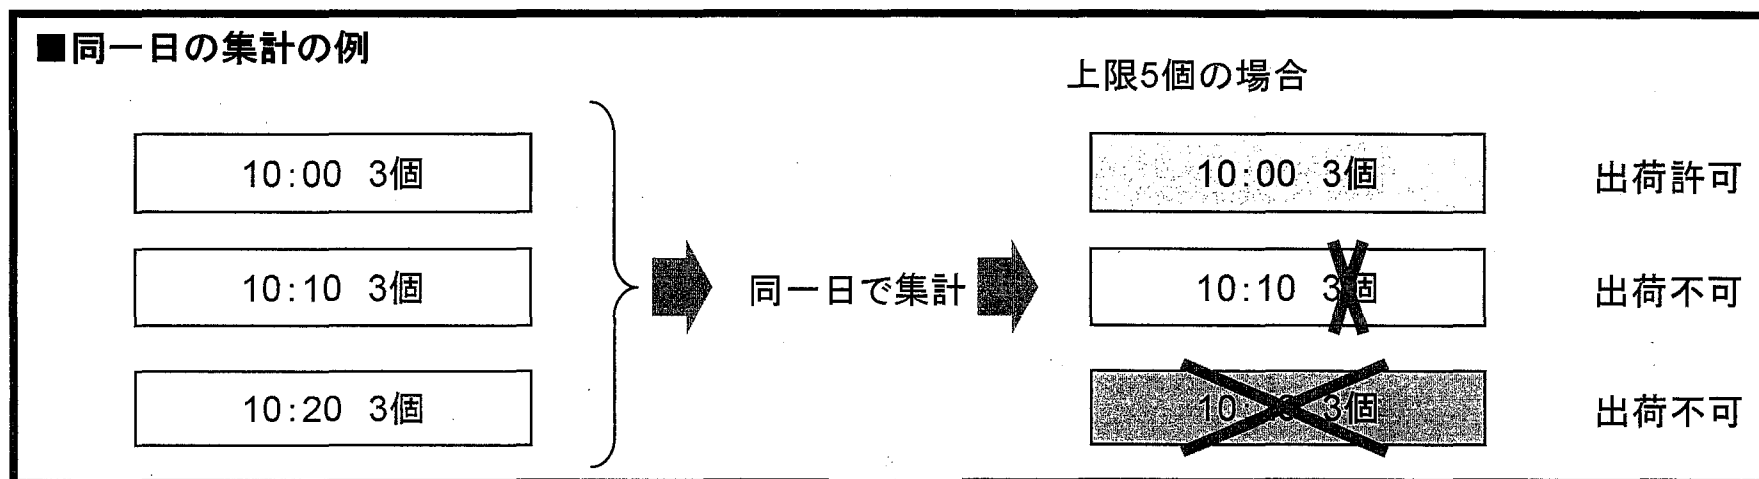 ■同一日の集計の例
上限5個の場合
10:00 3個
10:10 3個
10:20 3個
同一日で集計
10:00 3個 出荷許可
10:10 3個 出荷不可
3個 出荷不可